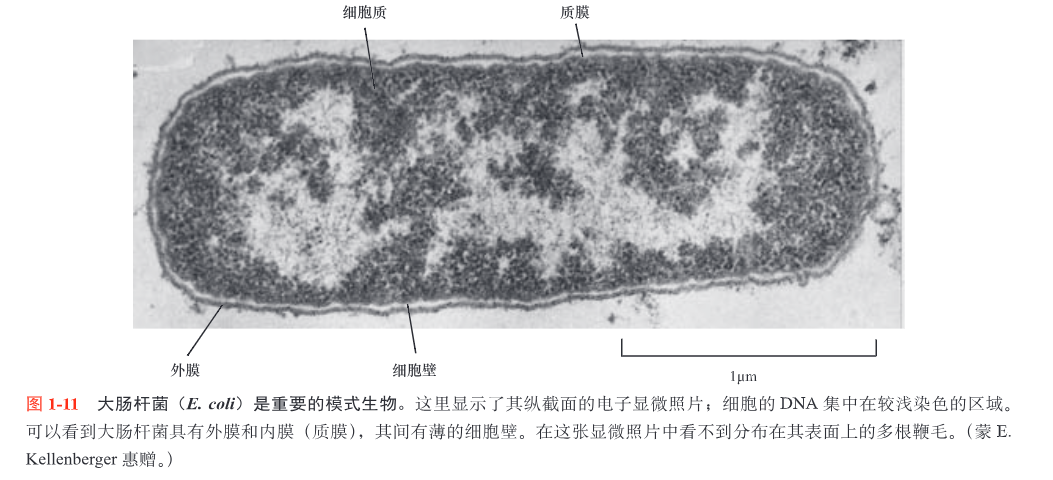 细胞质
质膜
外膜
细胞壁
1μm
图 1-11 大肠杆菌（E. coli）是重要的模式生物。这里显示了其纵截面的电子显微照片；细胞的 DNA 集中在较浅染色的区域。
可以看到大肠杆菌具有外膜和内膜（质膜），其间有薄的细胞壁。在这张显微照片中看不到分布在其表面上的多根鞭毛。（蒙 E.
Kellenberger 惠赠。）